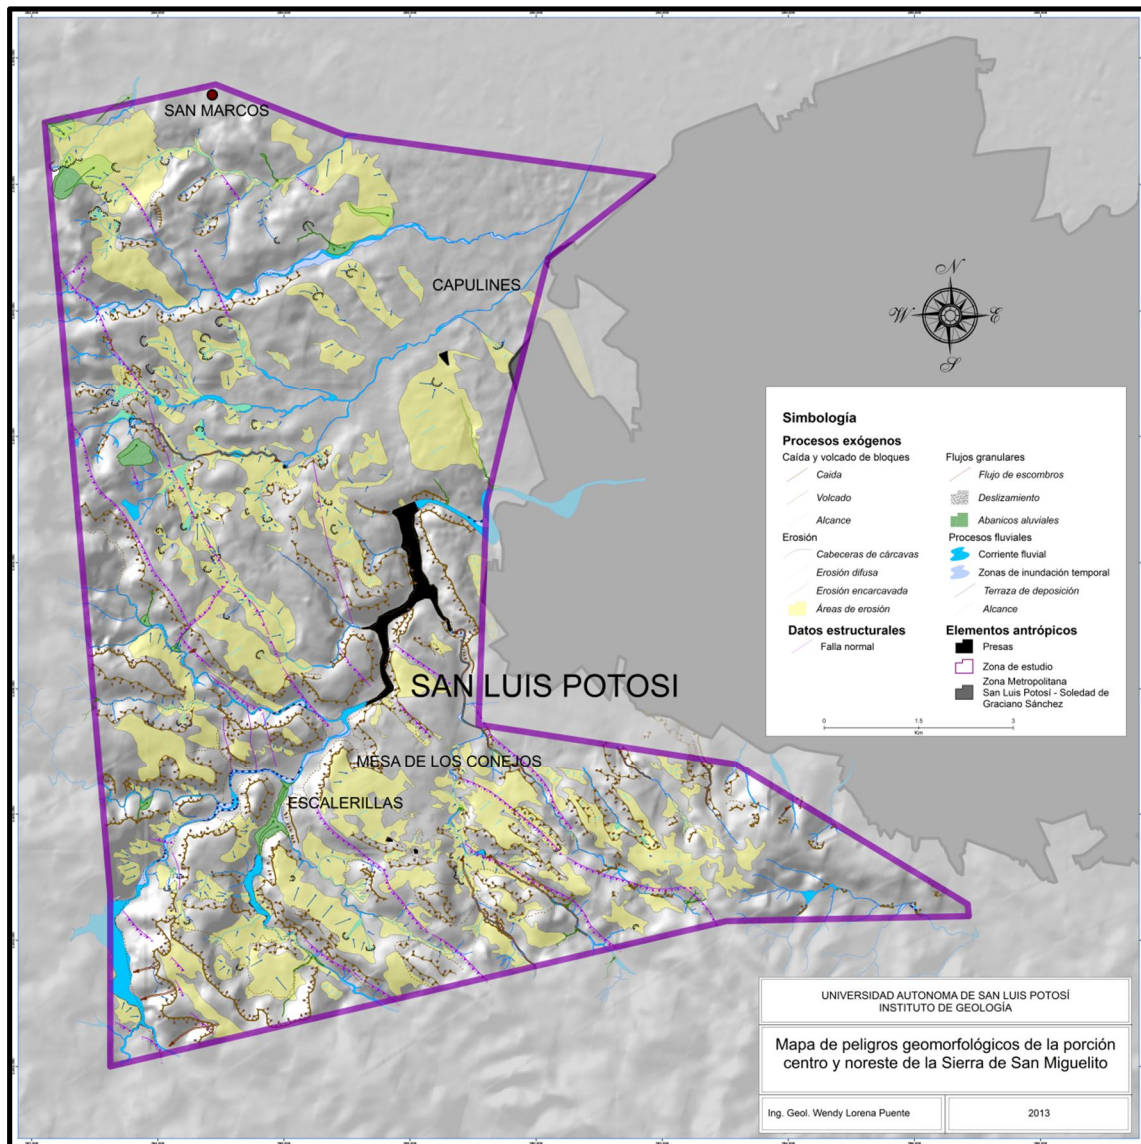 SAN MARCOS
CAPULINES
SAN LUIS POTOSI
MESA DE LOS CONEJOS
ESCALERILLAS
N
W
E
S
Simbología
Procesos exógenos
Caída y volcado de bloques
Caida
Volcado
Alcance
Erosión
Cabeceras de cárcavas
Erosión difusa
Erosión encarcavada
Áreas de erosión
Datos estructurales
Falla normal
Flujos granulares
Flujo de escombros
Deslizamiento
Abanicos aluviales
Procesos fluviales
Corriente fluvial
Zonas de inundación temporal
Terraza de deposición
Alcance
Elementos antrópicos
Presas
Zona de estudio
Zona Metropolitana
San Luis Potosí - Soledad de
Graciano Sánchez
0 1.5 3
Km
UNIVERSIDAD AUTONOMA DE SAN LUIS POTOSÍ
INSTITUTO DE GEOLOGÍA
Mapa de peligros geomorfológicos de la porción
centro y noreste de la Sierra de San Miguelito
Ing. Geol. Wendy Lorena Puente
2013